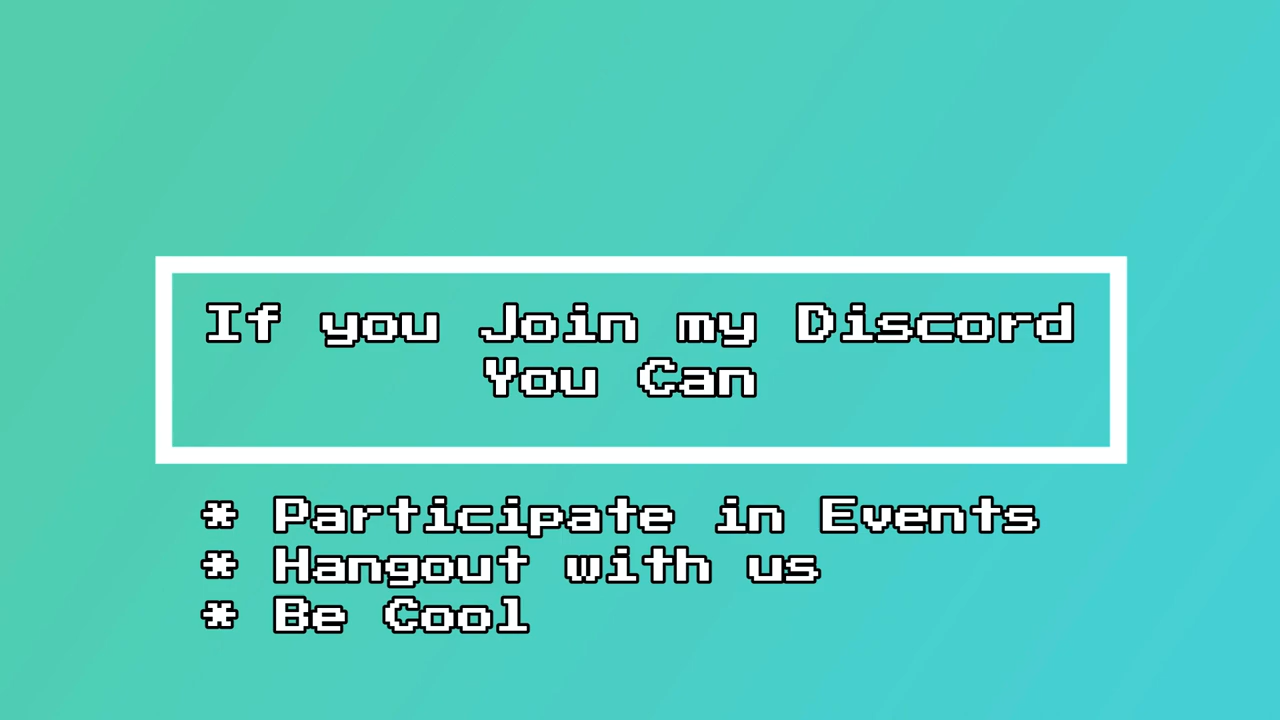 If you Join my Discord
You Can
* Participate in Events
* Hangout with us
* Be Cool